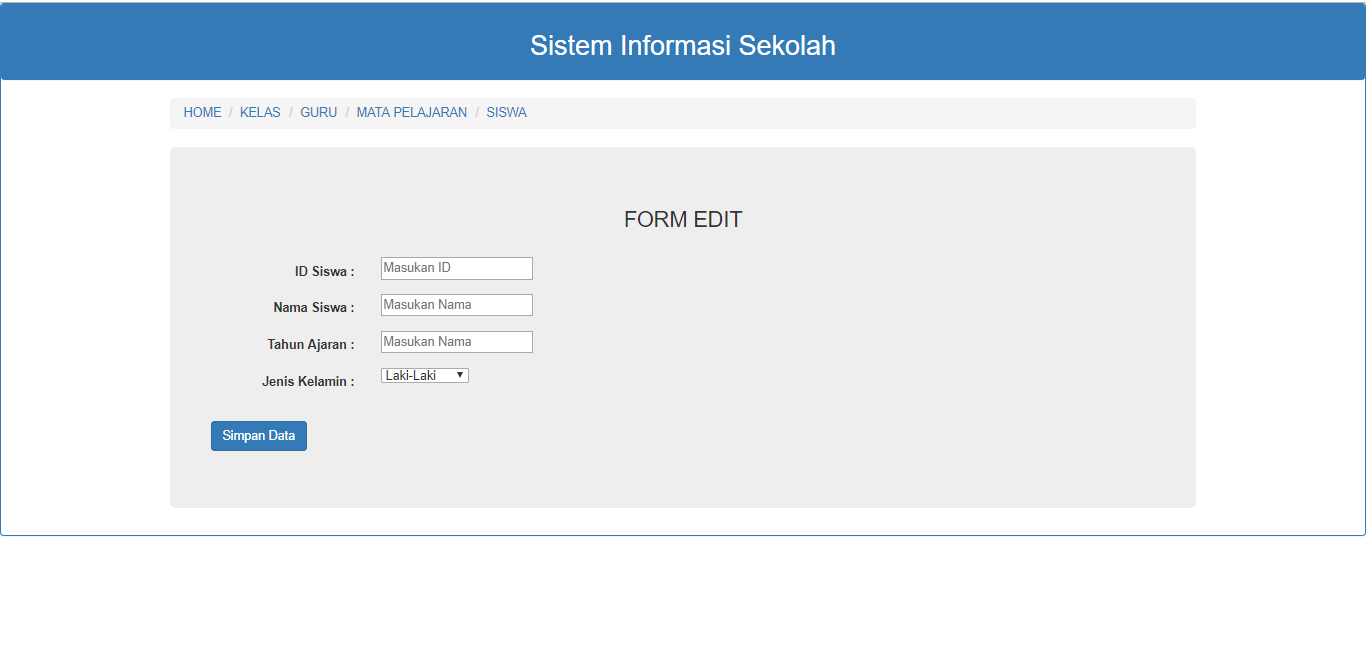 Sistem Informasi Sekolah
HOME / KELAS / GURU / MATA PELAJARAN / SISWA
FORM EDIT
ID Siswa : Masukan ID
Nama Siswa : Masukan Nama
Tahun Ajaran : Masukan Nama
Jenis Kelamin : Laki-Laki
Simpan Data